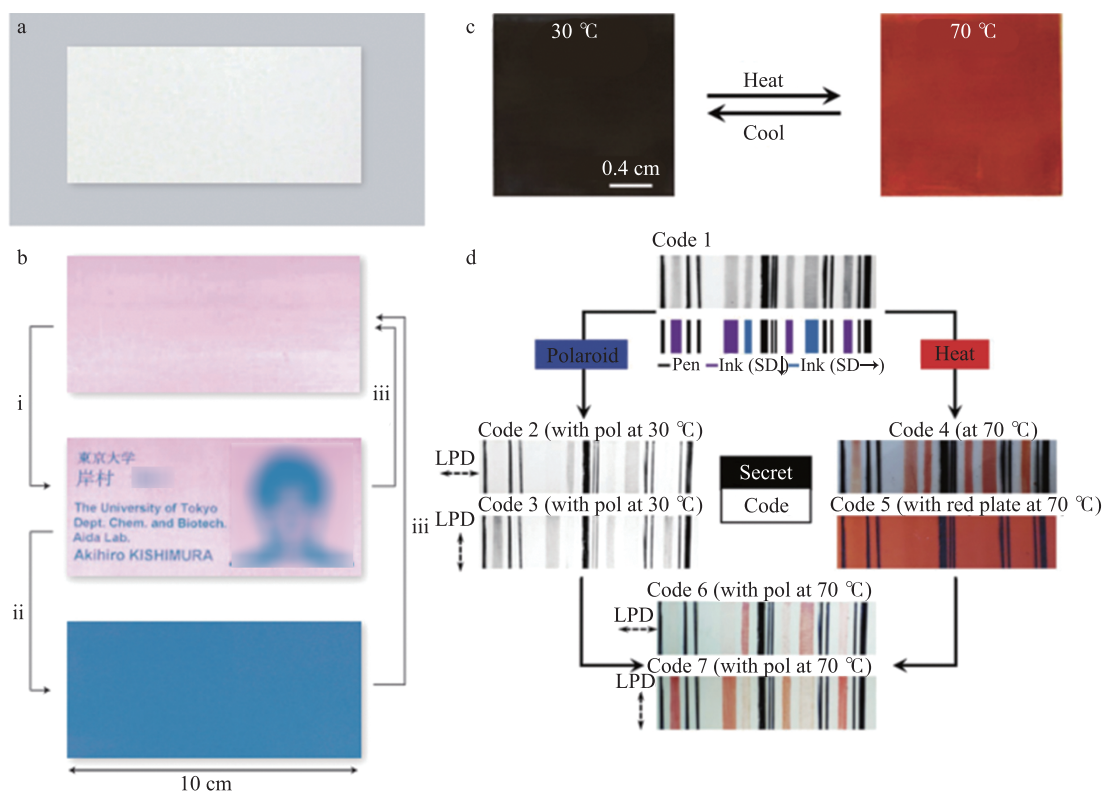 a
b
i
ii
iii
iii
東京大学
岸村
The University of Tokyo
Dept. Chem. and Biotech.
Aida Lab.
Akihiro KISHIMURA
10 cm
c
30 ℃
0.4 cm
Heat
Cool
70 ℃
d
Code 1
Pen
Ink (SD↓)
Ink (SD→)
Polaroid
Heat
Code 2 (with pol at 30 ℃)
LPD
Code 3 (with pol at 30 ℃)
LPD
Secret
Code
Code 4 (at 70 ℃)
Code 5 (with red plate at 70 ℃)
Code 6 (with pol at 70 ℃)
LPD
Code 7 (with pol at 70 ℃)
LPD